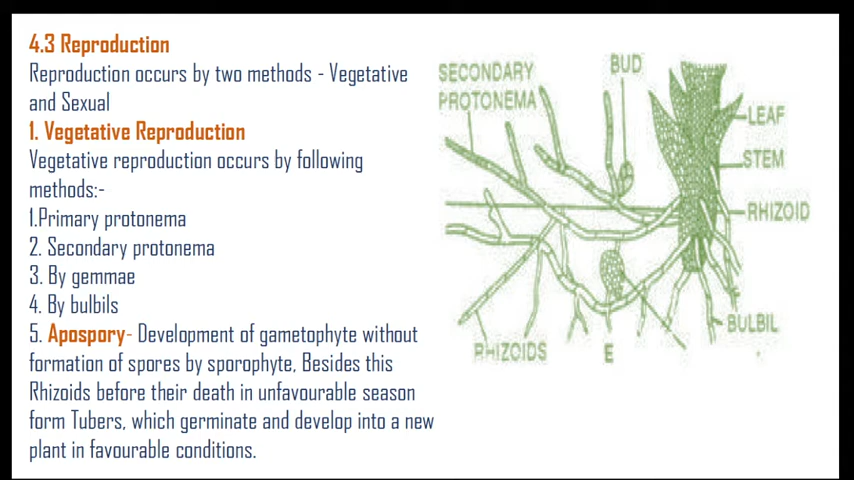 4.3 Reproduction
Reproduction occurs by two methods - Vegetative
and Sexual
1. Vegetative Reproduction
Vegetative reproduction occurs by following
methods:-
1.Primary protonema
2. Secondary protonema
3. By gemmae
4. By bulbils
5. Apospory- Development of gametophyte without
formation of spores by sporophyte, Besides this
Rhizoids before their death in unfavourable season
form Tubers, which germinate and develop into a new
plant in favourable conditions.
SECONDARY
PROTONEMA
BUD
LEAF
STEM
RHIZOID
BULBIL
RHIZOIDS
E